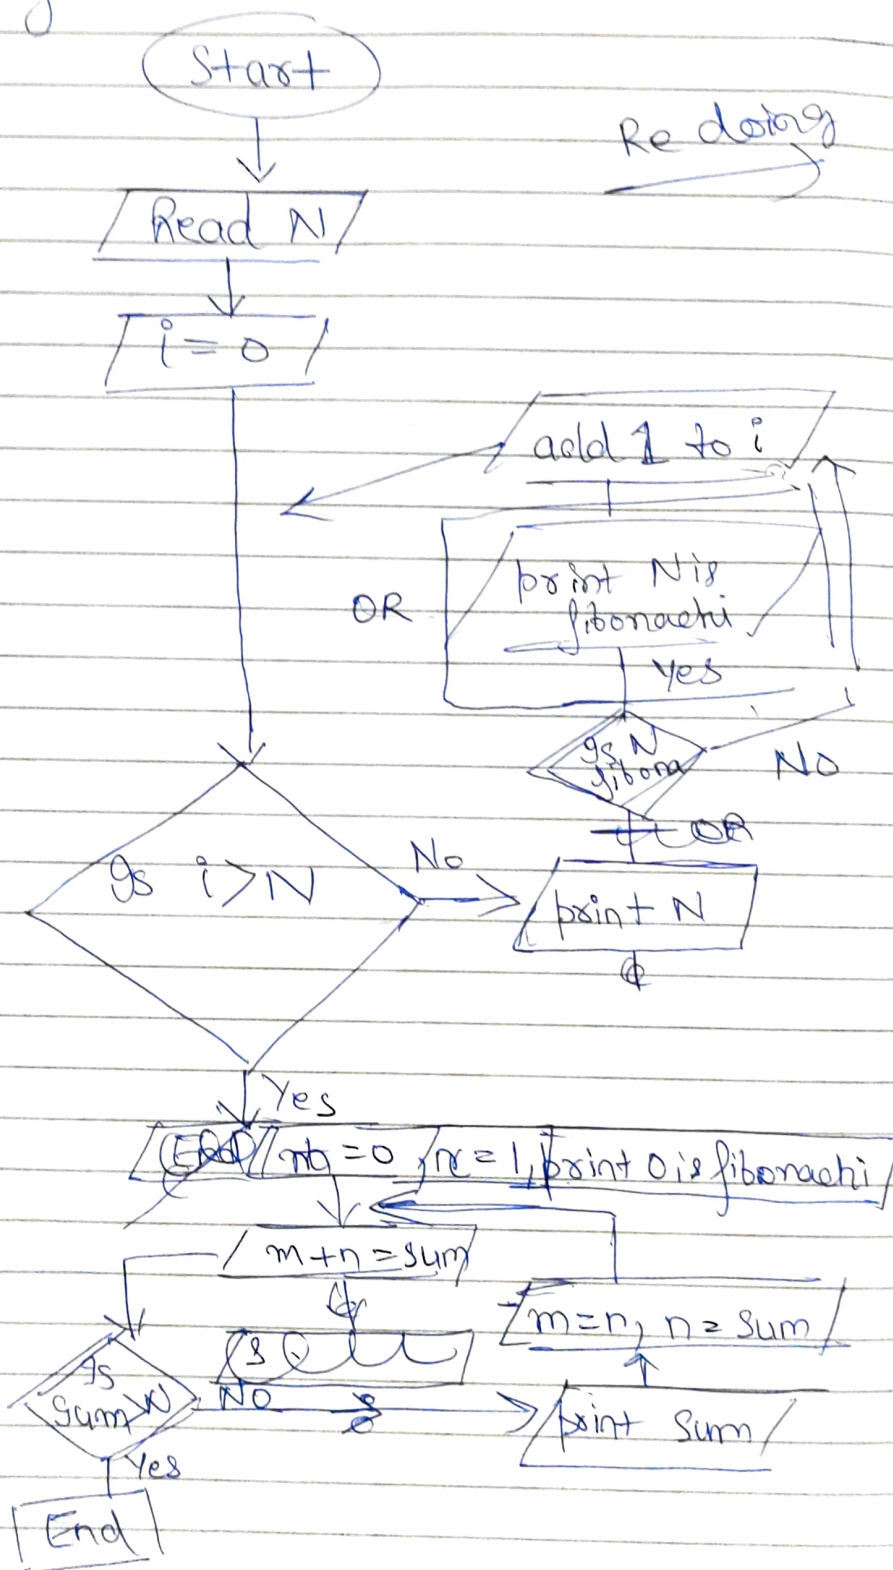 Start
Re doing
Read N
i = 0
add 1 to i
print N is
fibonachi
OR
Yes
Is N
fibona
No
OR
Is i > N
No
print N
Yes
m = 0, n = 1, print 0 is fibonachi
m + n = sum
m = n, n = sum
Is
Sum > N
NO
print sum
Yes
End